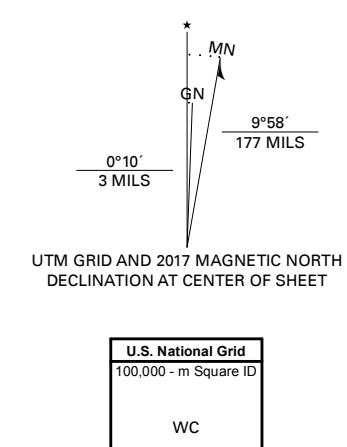 ★
MN
GN
9°58´
177 MILS
0°10´
3 MILS
UTM GRID AND 2017 MAGNETIC NORTH
DECLINATION AT CENTER OF SHEET
U.S. National Grid
100,000 - m Square ID
WC